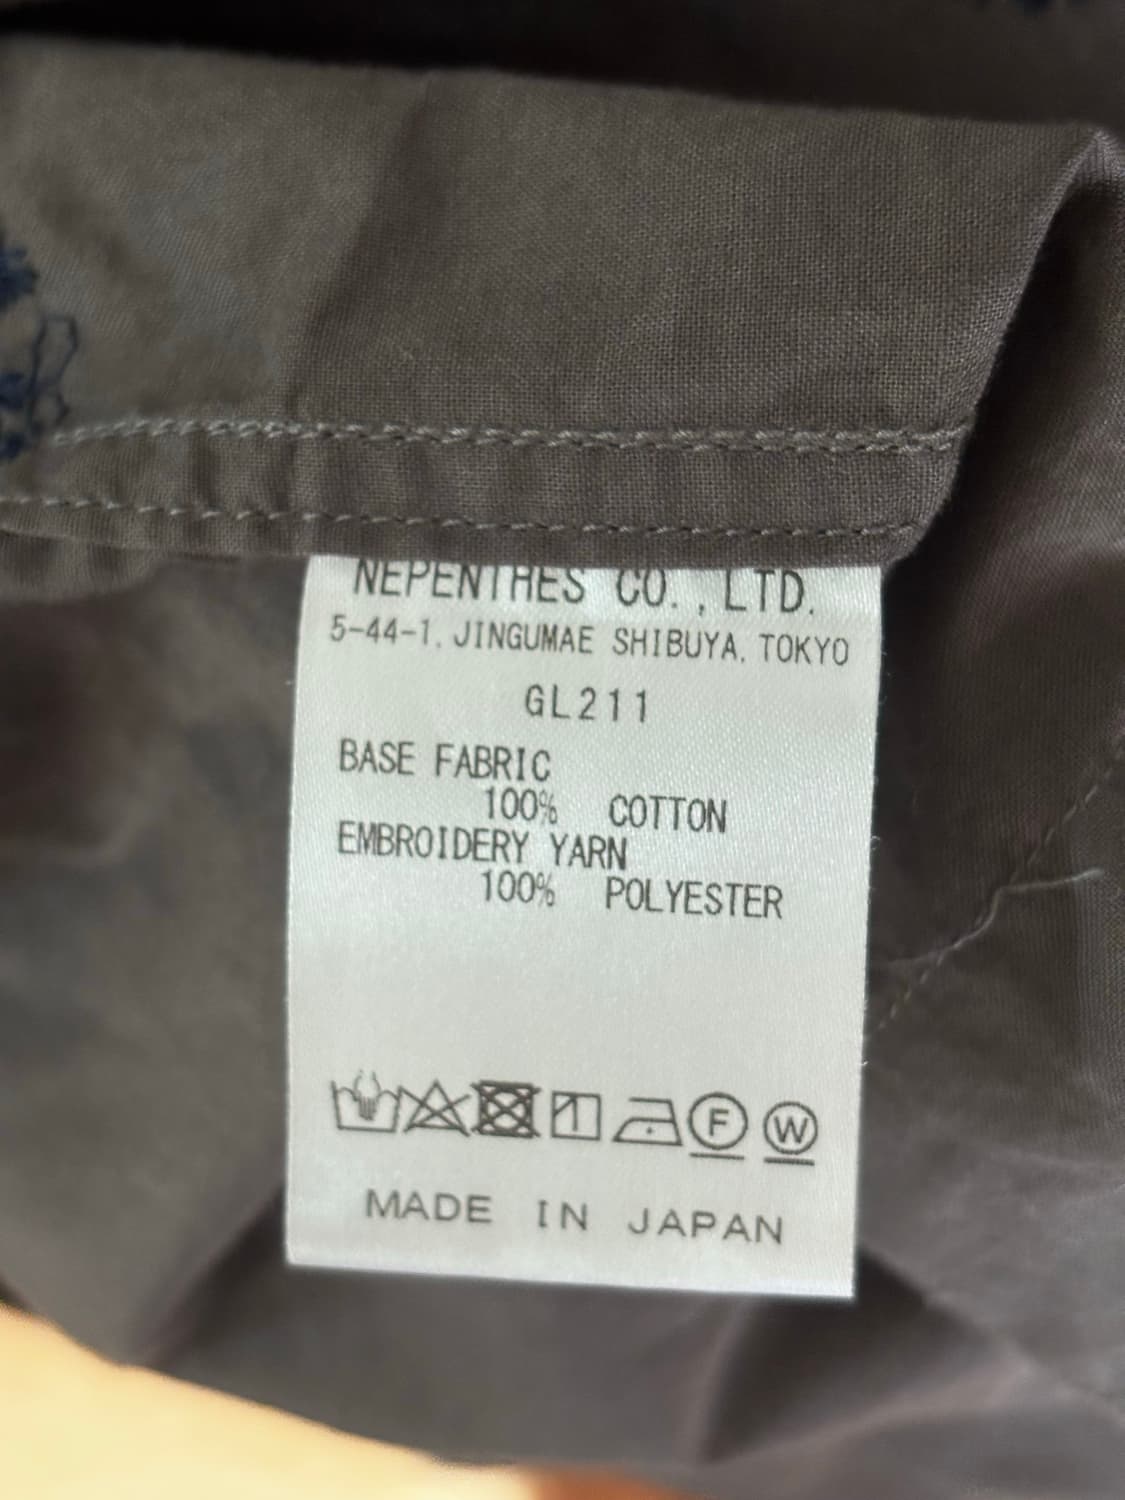 NEPENTHES CO., LTD.
5-44-1, JINGUMAE SHIBUYA, TOKYO
GL211
BASE FABRIC
100% COTTON
EMBROIDERY YARN
100% POLYESTER
F W
MADE IN JAPAN